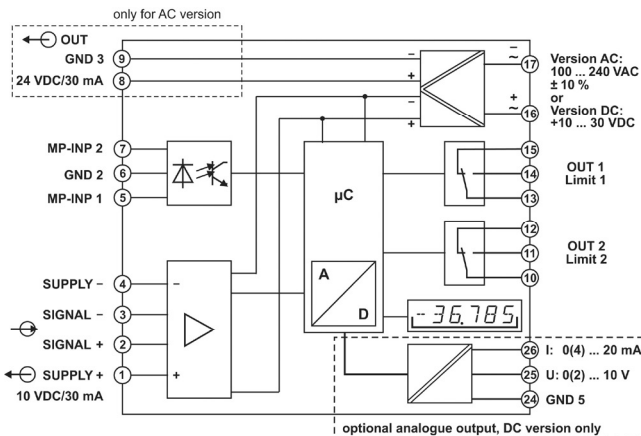 only for AC version
OUT
GND 3 9
24 VDC/30 mA 8
− 
+
−
+
− ~
17 Version AC:
100 ... 240 VAC
± 10 %
or
+ ~
16 Version DC:
+10 ... 30 VDC
MP-INP 2 7
GND 2 6
MP-INP 1 5
µC
15
14 OUT 1
Limit 1
13
12
11 OUT 2
Limit 2
10
SUPPLY − 4 −
SIGNAL − 3
SIGNAL + 2
SUPPLY + 1 +
10 VDC/30 mA
A
D
-36.785
26 I: 0(4) ... 20 mA
25 U: 0(2) ... 10 V
24 GND 5
optional analogue output, DC version only